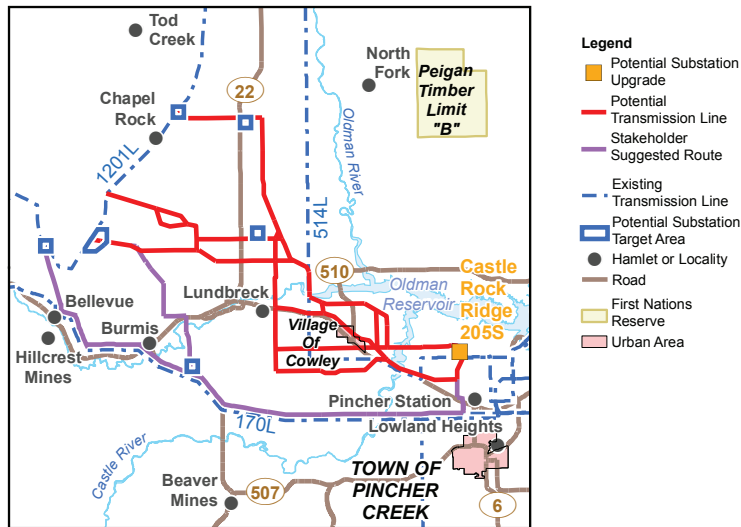 Tod
Creek
North
Fork
Peigan
Timber
Limit
"B"
22
Chapel
Rock
1201L
Oldman River
514L
510
Oldman
Reservoir
Castle
Rock
Ridge
205S
Lundbreck
Bellevue
Burmis
Village
Of
Cowley
Hillcrest
Mines
Pincher Station
170L
Lowland Heights
Castle River
TOWN OF
PINCHER
CREEK
Beaver
Mines
507
6
Legend
Potential Substation
Upgrade
Potential
Transmission Line
Stakeholder
Suggested Route
Existing
Transmission Line
Potential Substation
Target Area
Hamlet or Locality
Road
First Nations
Reserve
Urban Area